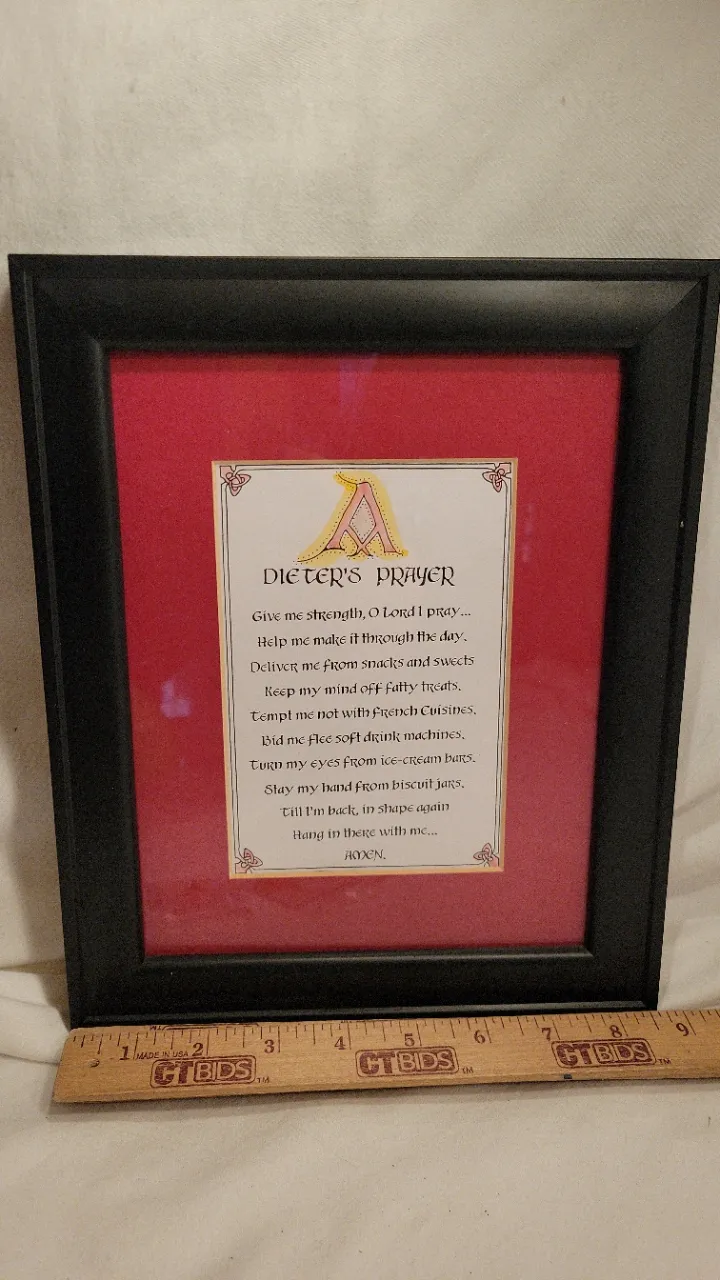 A
DIETER'S PRAYER
Give me strength, O Lord I pray...
Help me make it through the day.
Deliver me from snacks and sweets
Keep my mind off fatty treats.
Tempt me not with French Cuisines.
Bid me flee soft drink machines.
Turn my eyes from ice-cream bars.
Stay my hand from biscuit jars.
Till I'm back, in shape again
Hang in there with me...
AMEN.
1 MADE IN USA 2 3 4 5 6 7 8 9
CTBIDS™ CTBIDS™ CTBIDS™